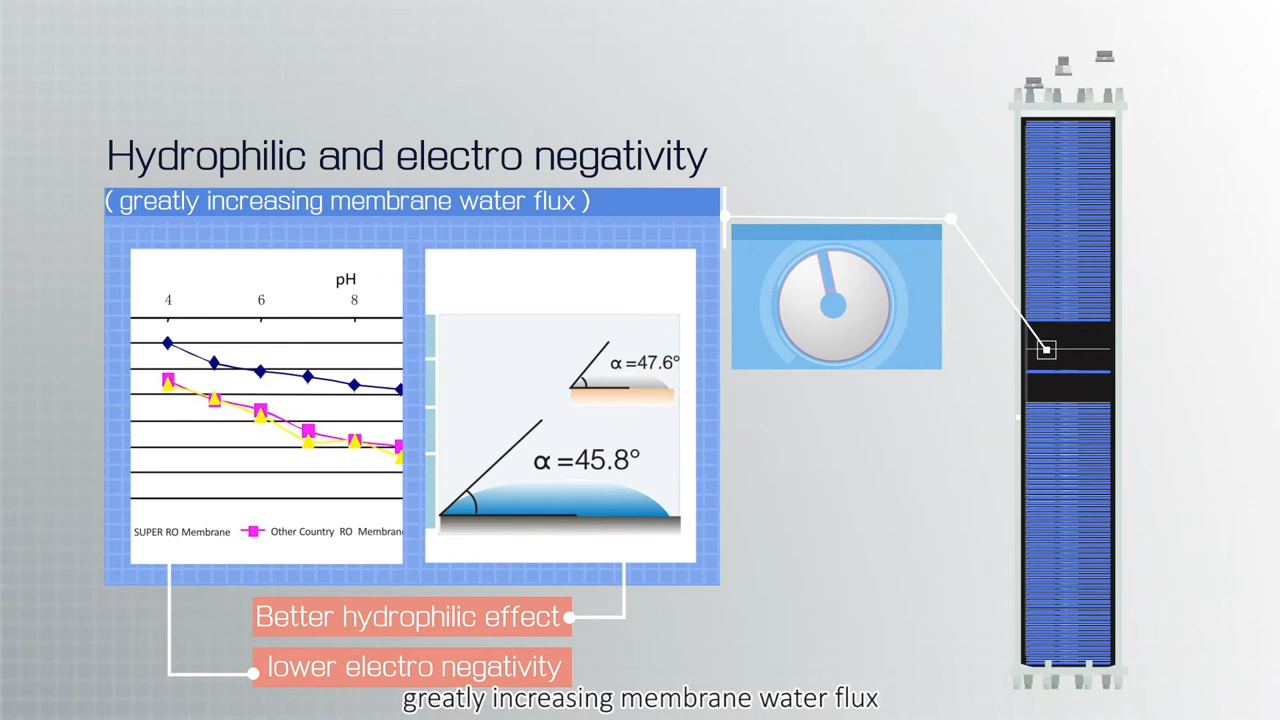 Hydrophilic and electro negativity
( greatly increasing membrane water flux )
pH
4 6 8
SUPER RO Membrane Other Country RO Membrane
α =47.6°
α =45.8°
Better hydrophilic effect
lower electro negativity
greatly increasing membrane water flux